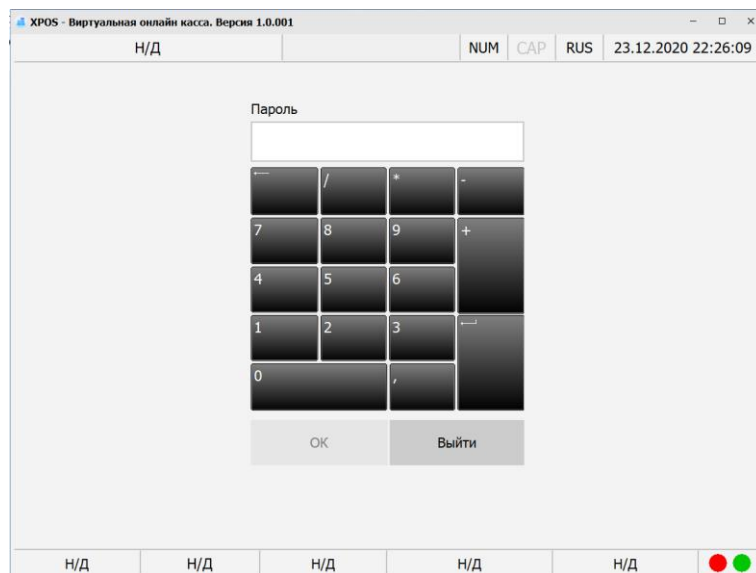 XPOS - Виртуальная онлайн касса. Версия 1.0.001
Н/Д NUM CAP RUS 23.12.2020 22:26:09
Пароль
← / * -
7 8 9 +
4 5 6
1 2 3
0 ,
ОК Выйти
Н/Д Н/Д Н/Д Н/Д Н/Д